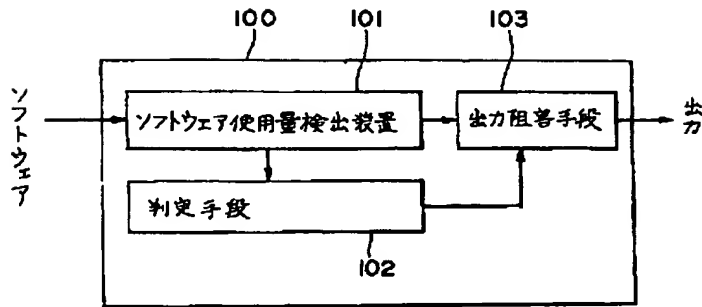 100
101
103
ソフトウェア
ソフトウェア使用量検出装置
出力阻害手段
出力
判定手段
102